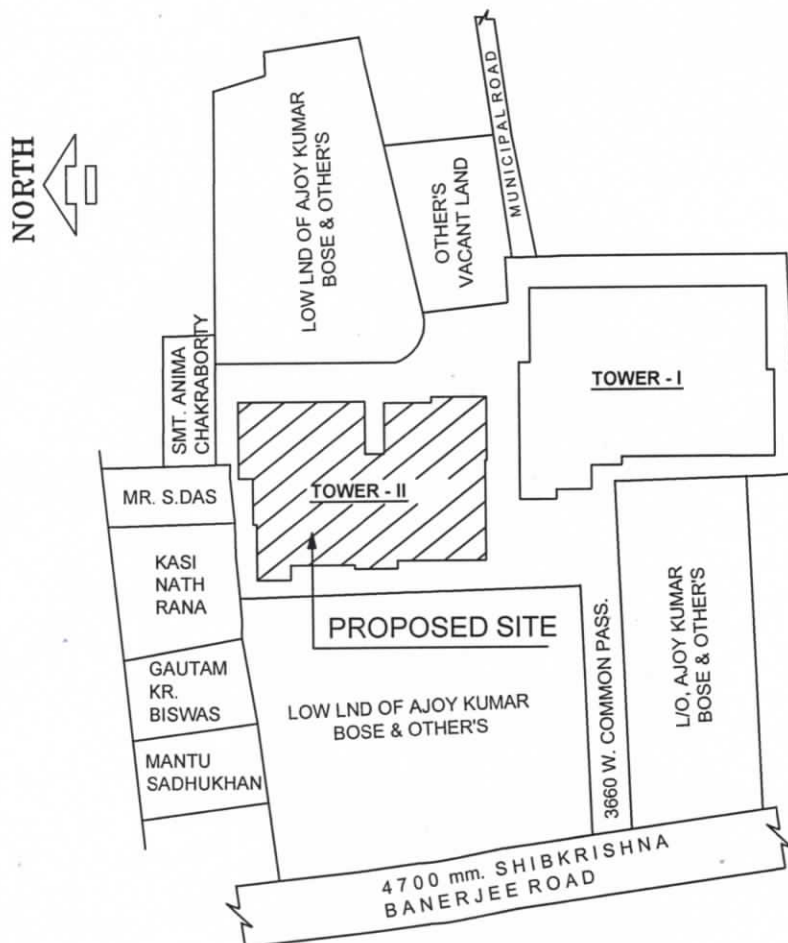 NORTH
LOW LND OF AJOY KUMAR
BOSE & OTHER'S
OTHER'S
VACANT LAND
MUNICIPAL ROAD
SMT. ANIMA
CHAKRABORTY
TOWER - I
MR. S.DAS
TOWER - II
KASI
NATH
RANA
PROPOSED SITE
GAUTAM
KR.
BISWAS
LOW LND OF AJOY KUMAR
BOSE & OTHER'S
3660 W. COMMON PASS.
L/O, AJOY KUMAR
BOSE & OTHER'S
MANTU
SADHUKHAN
4700 mm. SHIBKRISHNA
BANERJEE ROAD